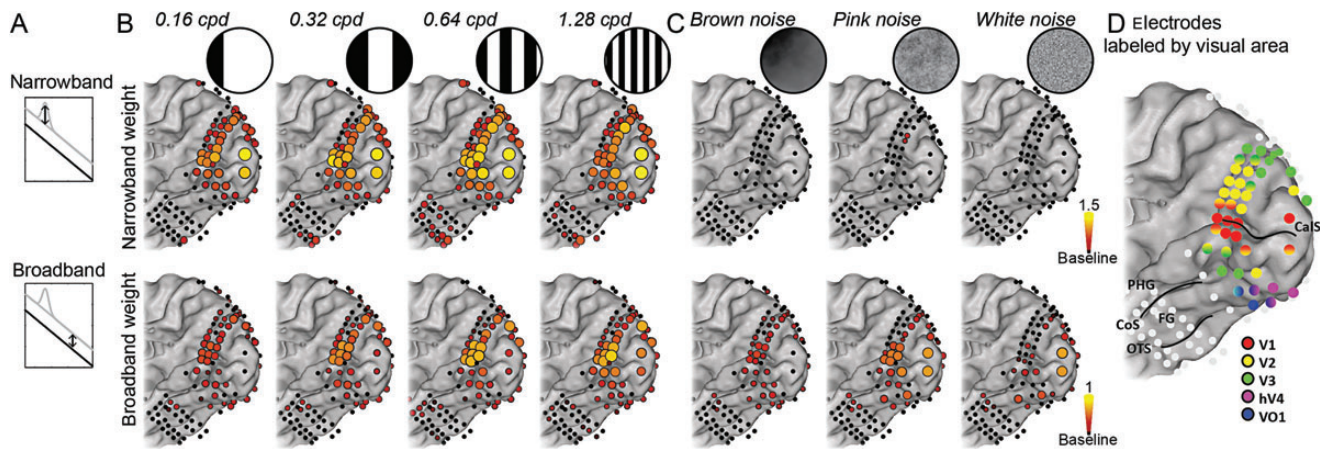 A
Narrowband
Broadband
B
0.16 cpd
0.32 cpd
0.64 cpd
1.28 cpd
Narrowband weight
Broadband weight
C
Brown noise
Pink noise
White noise
1.5
Baseline
1
Baseline
D Electrodes
labeled by visual area
CalS
PHG
CoS
FG
OTS
V1
V2
V3
hV4
VO1